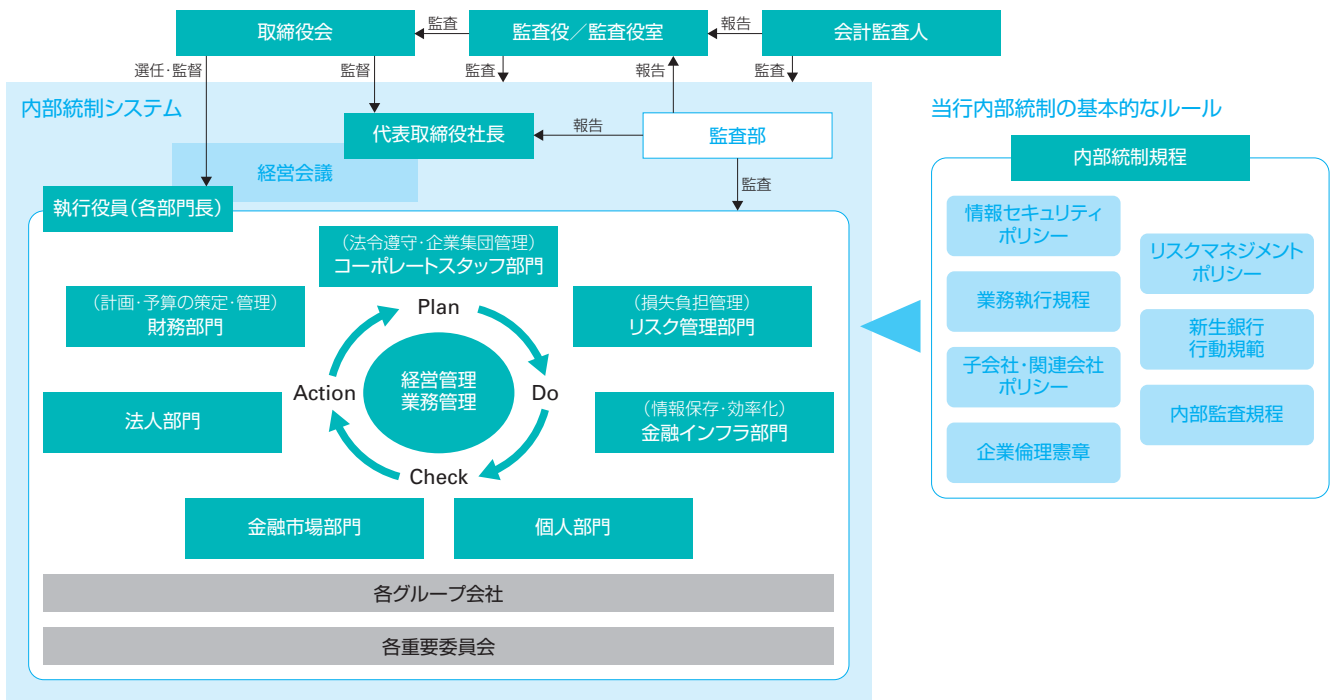 取締役会
監査
監査役／監査役室
報告
会計監査人
選任・監督
監督
監査
報告
監査
内部統制システム
代表取締役社長
報告
監査部
経営会議
監査
執行役員（各部門長）
（法令遵守・企業集団管理）
コーポレートスタッフ部門
（計画・予算の策定・管理）
財務部門
Plan
（損失負担管理）
リスク管理部門
経営管理
業務管理
Action
Do
法人部門
（情報保存・効率化）
金融インフラ部門
Check
金融市場部門
個人部門
各グループ会社
各重要委員会
当行内部統制の基本的なルール
内部統制規程
情報セキュリティ
ポリシー
リスクマネジメント
ポリシー
業務執行規程
新生銀行
行動規範
子会社・関連会社
ポリシー
内部監査規程
企業倫理憲章